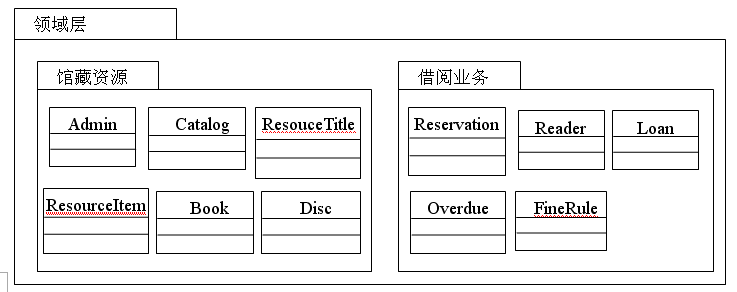 领域层
馆藏资源
借阅业务
Admin
Catalog
ResouceTitle
Reservation
Reader
Loan
ResourceItem
Book
Disc
Overdue
FineRule